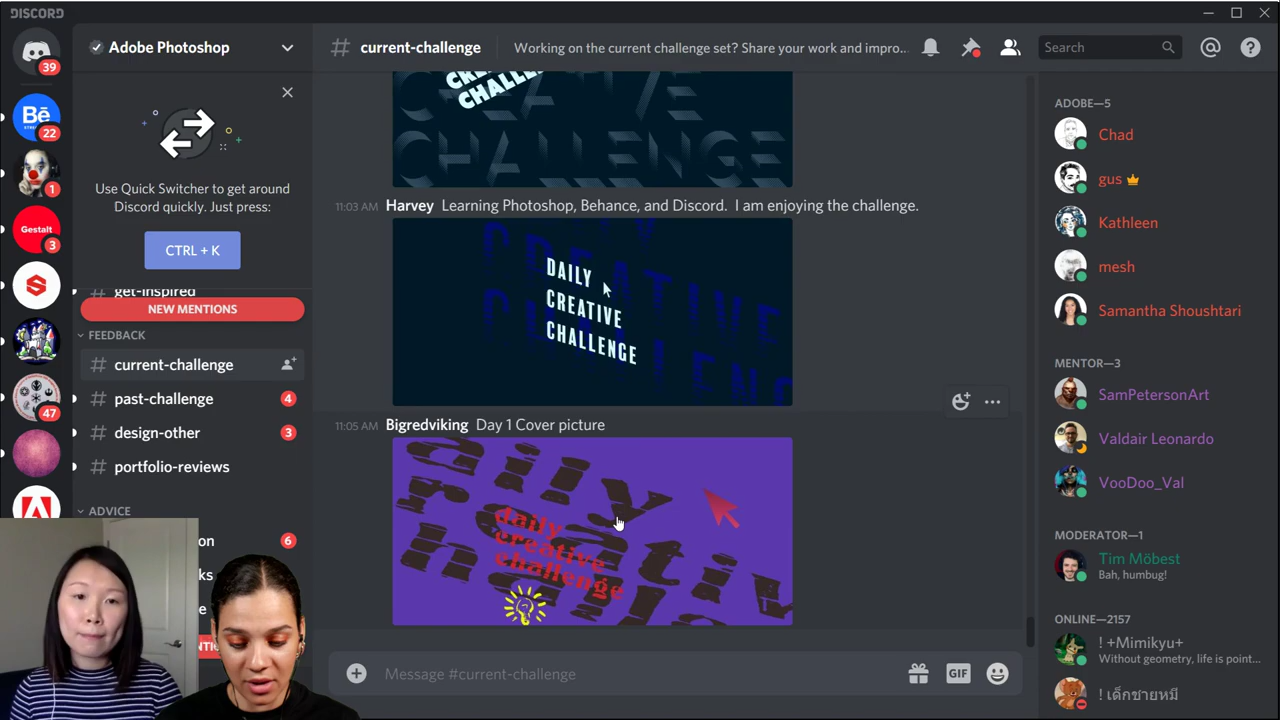 DISCORD
39
Bē
22
1
Gestalt
3
47
Adobe Photoshop
Use Quick Switcher to get around
Discord quickly. Just press:
CTRL + K
get-inspired
NEW MENTIONS
FEEDBACK
# current-challenge
# past-challenge 4
# design-other 3
# portfolio-reviews
ADVICE
6
# current-challenge
Working on the current challenge set? Share your work and impro...
Search
CREATIVE
CHALLENGE
CHALLENGE
11:03 AM Harvey Learning Photoshop, Behance, and Discord. I am enjoying the challenge.
DAILY
CREATIVE
CHALLENGE
11:05 AM Bigredviking Day 1 Cover picture
daily
creative
challenge
Message #current-challenge
GIF
ADOBE—5
Chad
gus
Kathleen
mesh
Samantha Shoushtari
MENTOR—3
SamPetersonArt
Valdair Leonardo
VooDoo_Val
MODERATOR—1
Tim Möbest
Bah, humbug!
ONLINE—2157
! +Mimikyu+
Without geometry, life is point...
! เด็กชายหมี